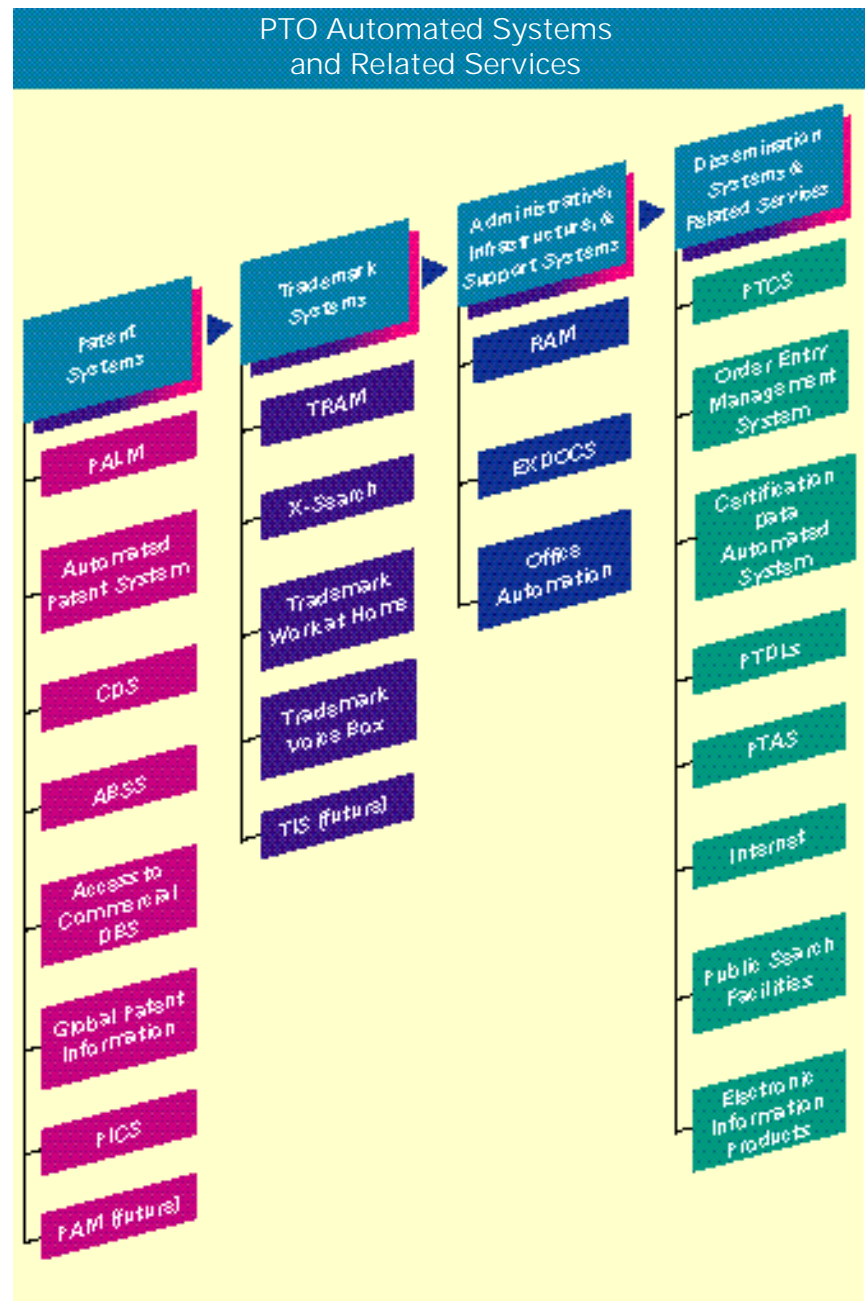 PTO Automated Systems
and Related Services
Patent
Systems
PALM
Automated
Patent System
CDS
ABSS
Access to
Commercial
DBS
Global Patent
Information
PICS
PAM (future)
Trademark
Systems
TRAM
X-Search
Trademark
Work at Home
Trademark
Voice Box
TIS (future)
Administrative,
Infrastructure, &
Support Systems
RAM
EXDOCS
Office
Automation
Dissemination
Systems &
Related Services
PTCS
Order Entry
Management
System
Certification
Data
Automated
System
PTDLs
PTAS
Internet
Public Search
Facilities
Electronic
Information
Products